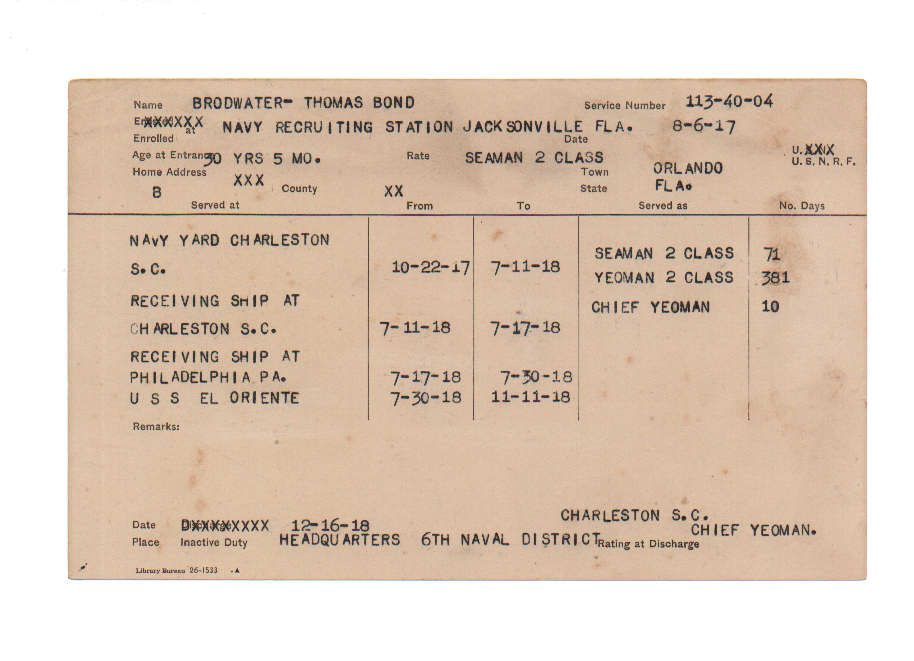 Name BRODWATER- THOMAS BOND Service Number 113-40-04
at NAVY RECRUITING STATION JACKSONVILLE FLA. 8-6-17
Enrolled Date
Age at Entrance 30 YRS 5 MO. Rate SEAMAN 2 CLASS U. S. N. R. F.
Home Address XXX County XX Town ORLANDO
B State FLA.
Served at From To Served as No. Days
NAVY YARD CHARLESTON
S.C. 10-22-17 7-11-18 SEAMAN 2 CLASS 71
YEOMAN 2 CLASS 381
RECEIVING SHIP AT CHIEF YEOMAN 10
CHARLESTON S.C. 7-11-18 7-17-18
RECEIVING SHIP AT
PHILADELPHIA PA. 7-17-18 7-30-18
U S S EL ORIENTE 7-30-18 11-11-18
Remarks:
CHARLESTON S.C.
Date 12-16-18
Place Inactive Duty HEADQUARTERS 6TH NAVAL DISTRICT Rating at Discharge CHIEF YEOMAN.
Library Bureau 26-1533 A